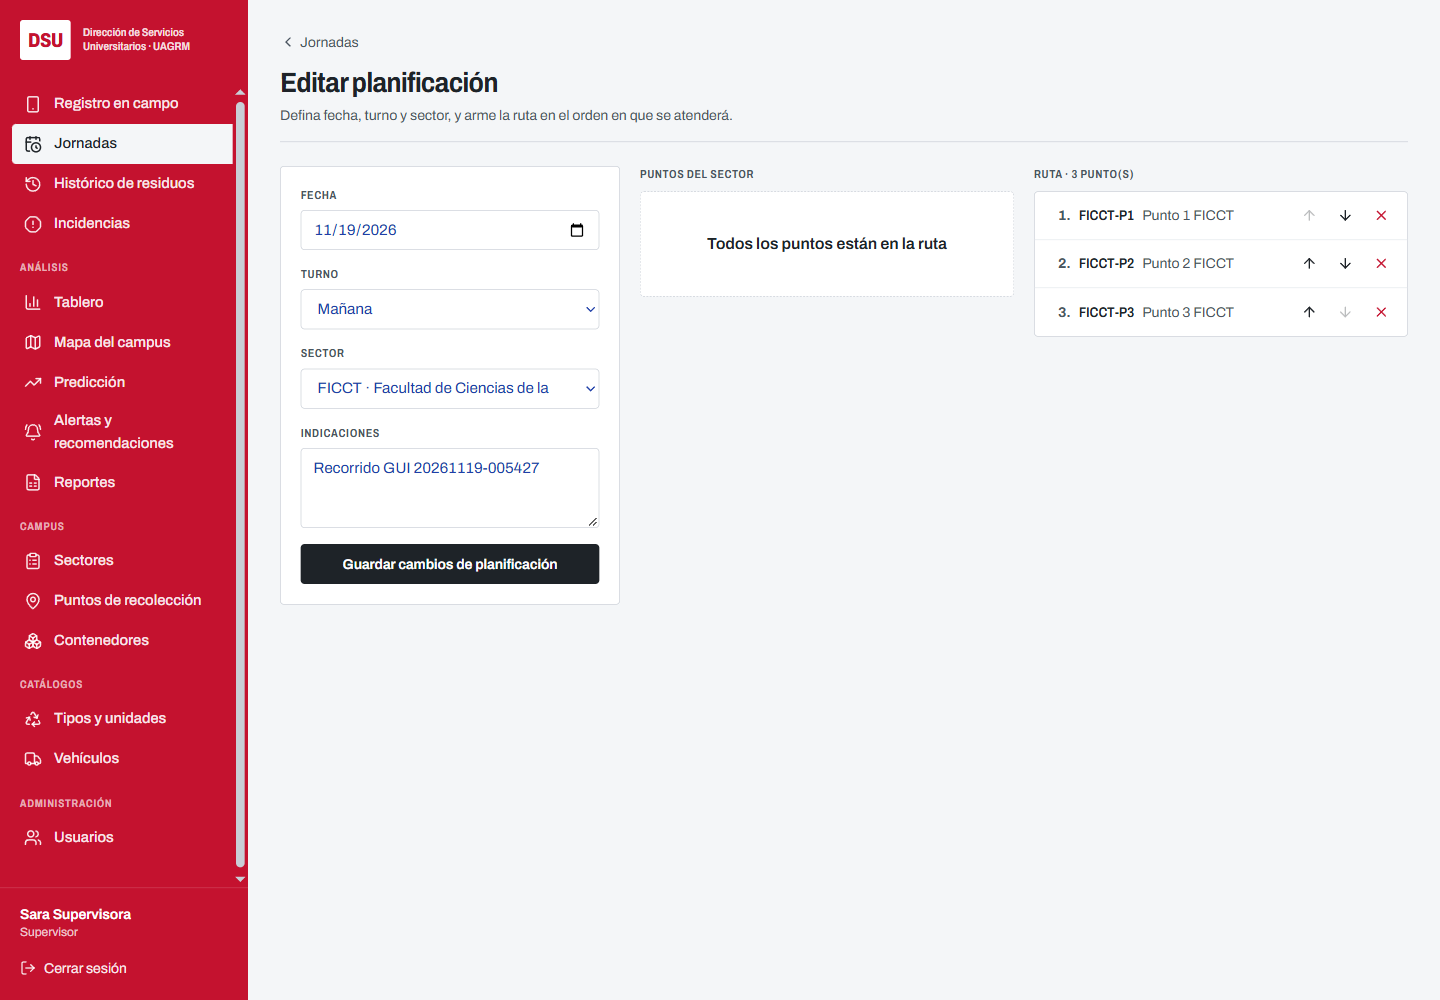 DSU
Dirección de Servicios
Universitarios · UAGRM
Registro en campo
Jornadas
Histórico de residuos
Incidencias
ANÁLISIS
Tablero
Mapa del campus
Predicción
Alertas y
recomendaciones
Reportes
CAMPUS
Sectores
Puntos de recolección
Contenedores
CATÁLOGOS
Tipos y unidades
Vehículos
ADMINISTRACIÓN
Usuarios
Sara Supervisora
Supervisor
Cerrar sesión
Jornadas
Editar planificación
Defina fecha, turno y sector, y arme la ruta en el orden en que se atenderá.
FECHA
11/19/2026
TURNO
Mañana
SECTOR
FICCT · Facultad de Ciencias de la
INDICACIONES
Recorrido GUI 20261119-005427
Guardar cambios de planificación
PUNTOS DEL SECTOR
Todos los puntos están en la ruta
RUTA · 3 PUNTO(S)
1. FICCT-P1 Punto 1 FICCT
2. FICCT-P2 Punto 2 FICCT
3. FICCT-P3 Punto 3 FICCT